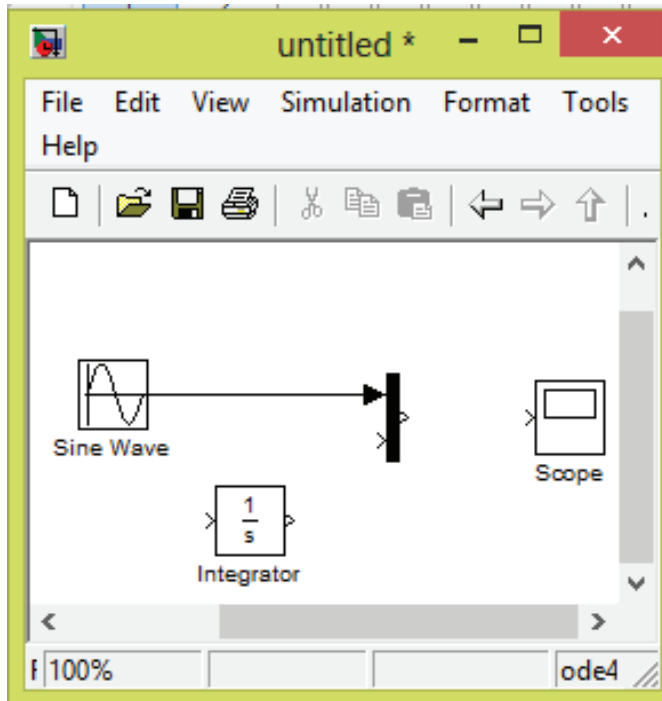 untitled *
File Edit View Simulation Format Tools
Help
Sine Wave
Scope
1
s
Integrator
100%
ode4